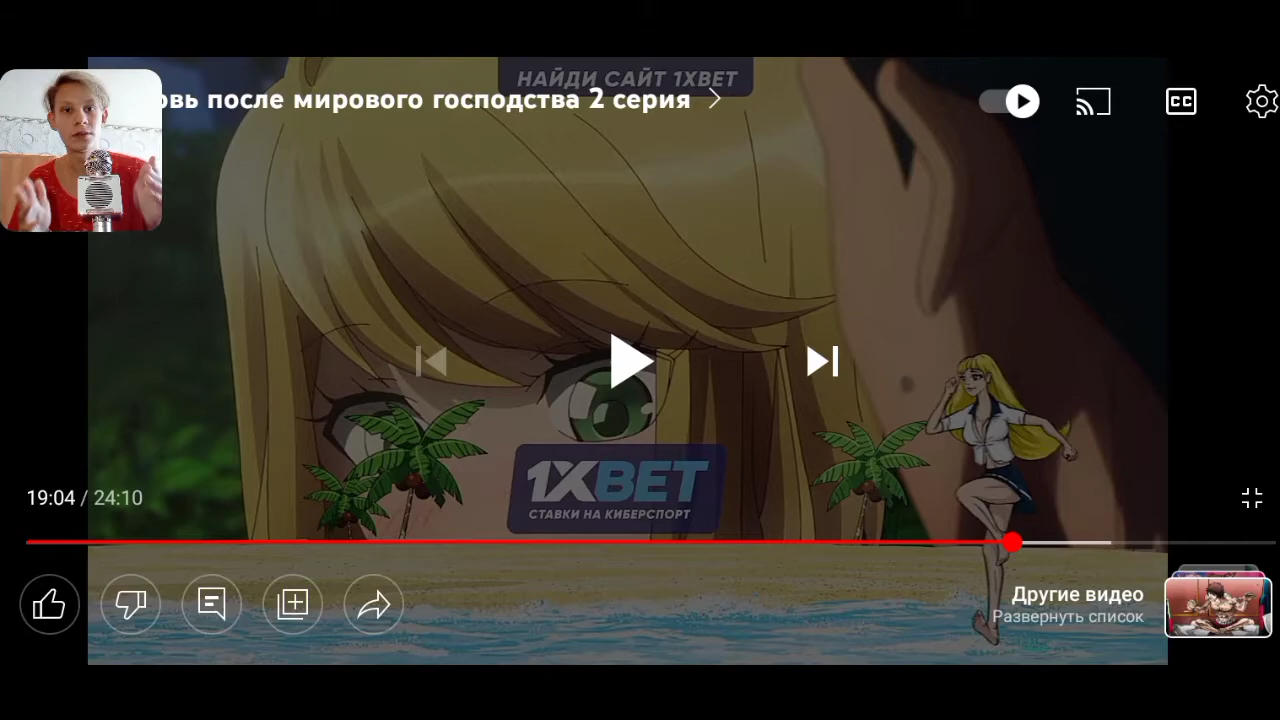 НАЙДИ САЙТ 1XBET
овь после мирового господства 2 серия
CC
1XBET
СТАВКИ НА КИБЕРСПОРТ
19:04 / 24:10
Другие видео
Развернуть список